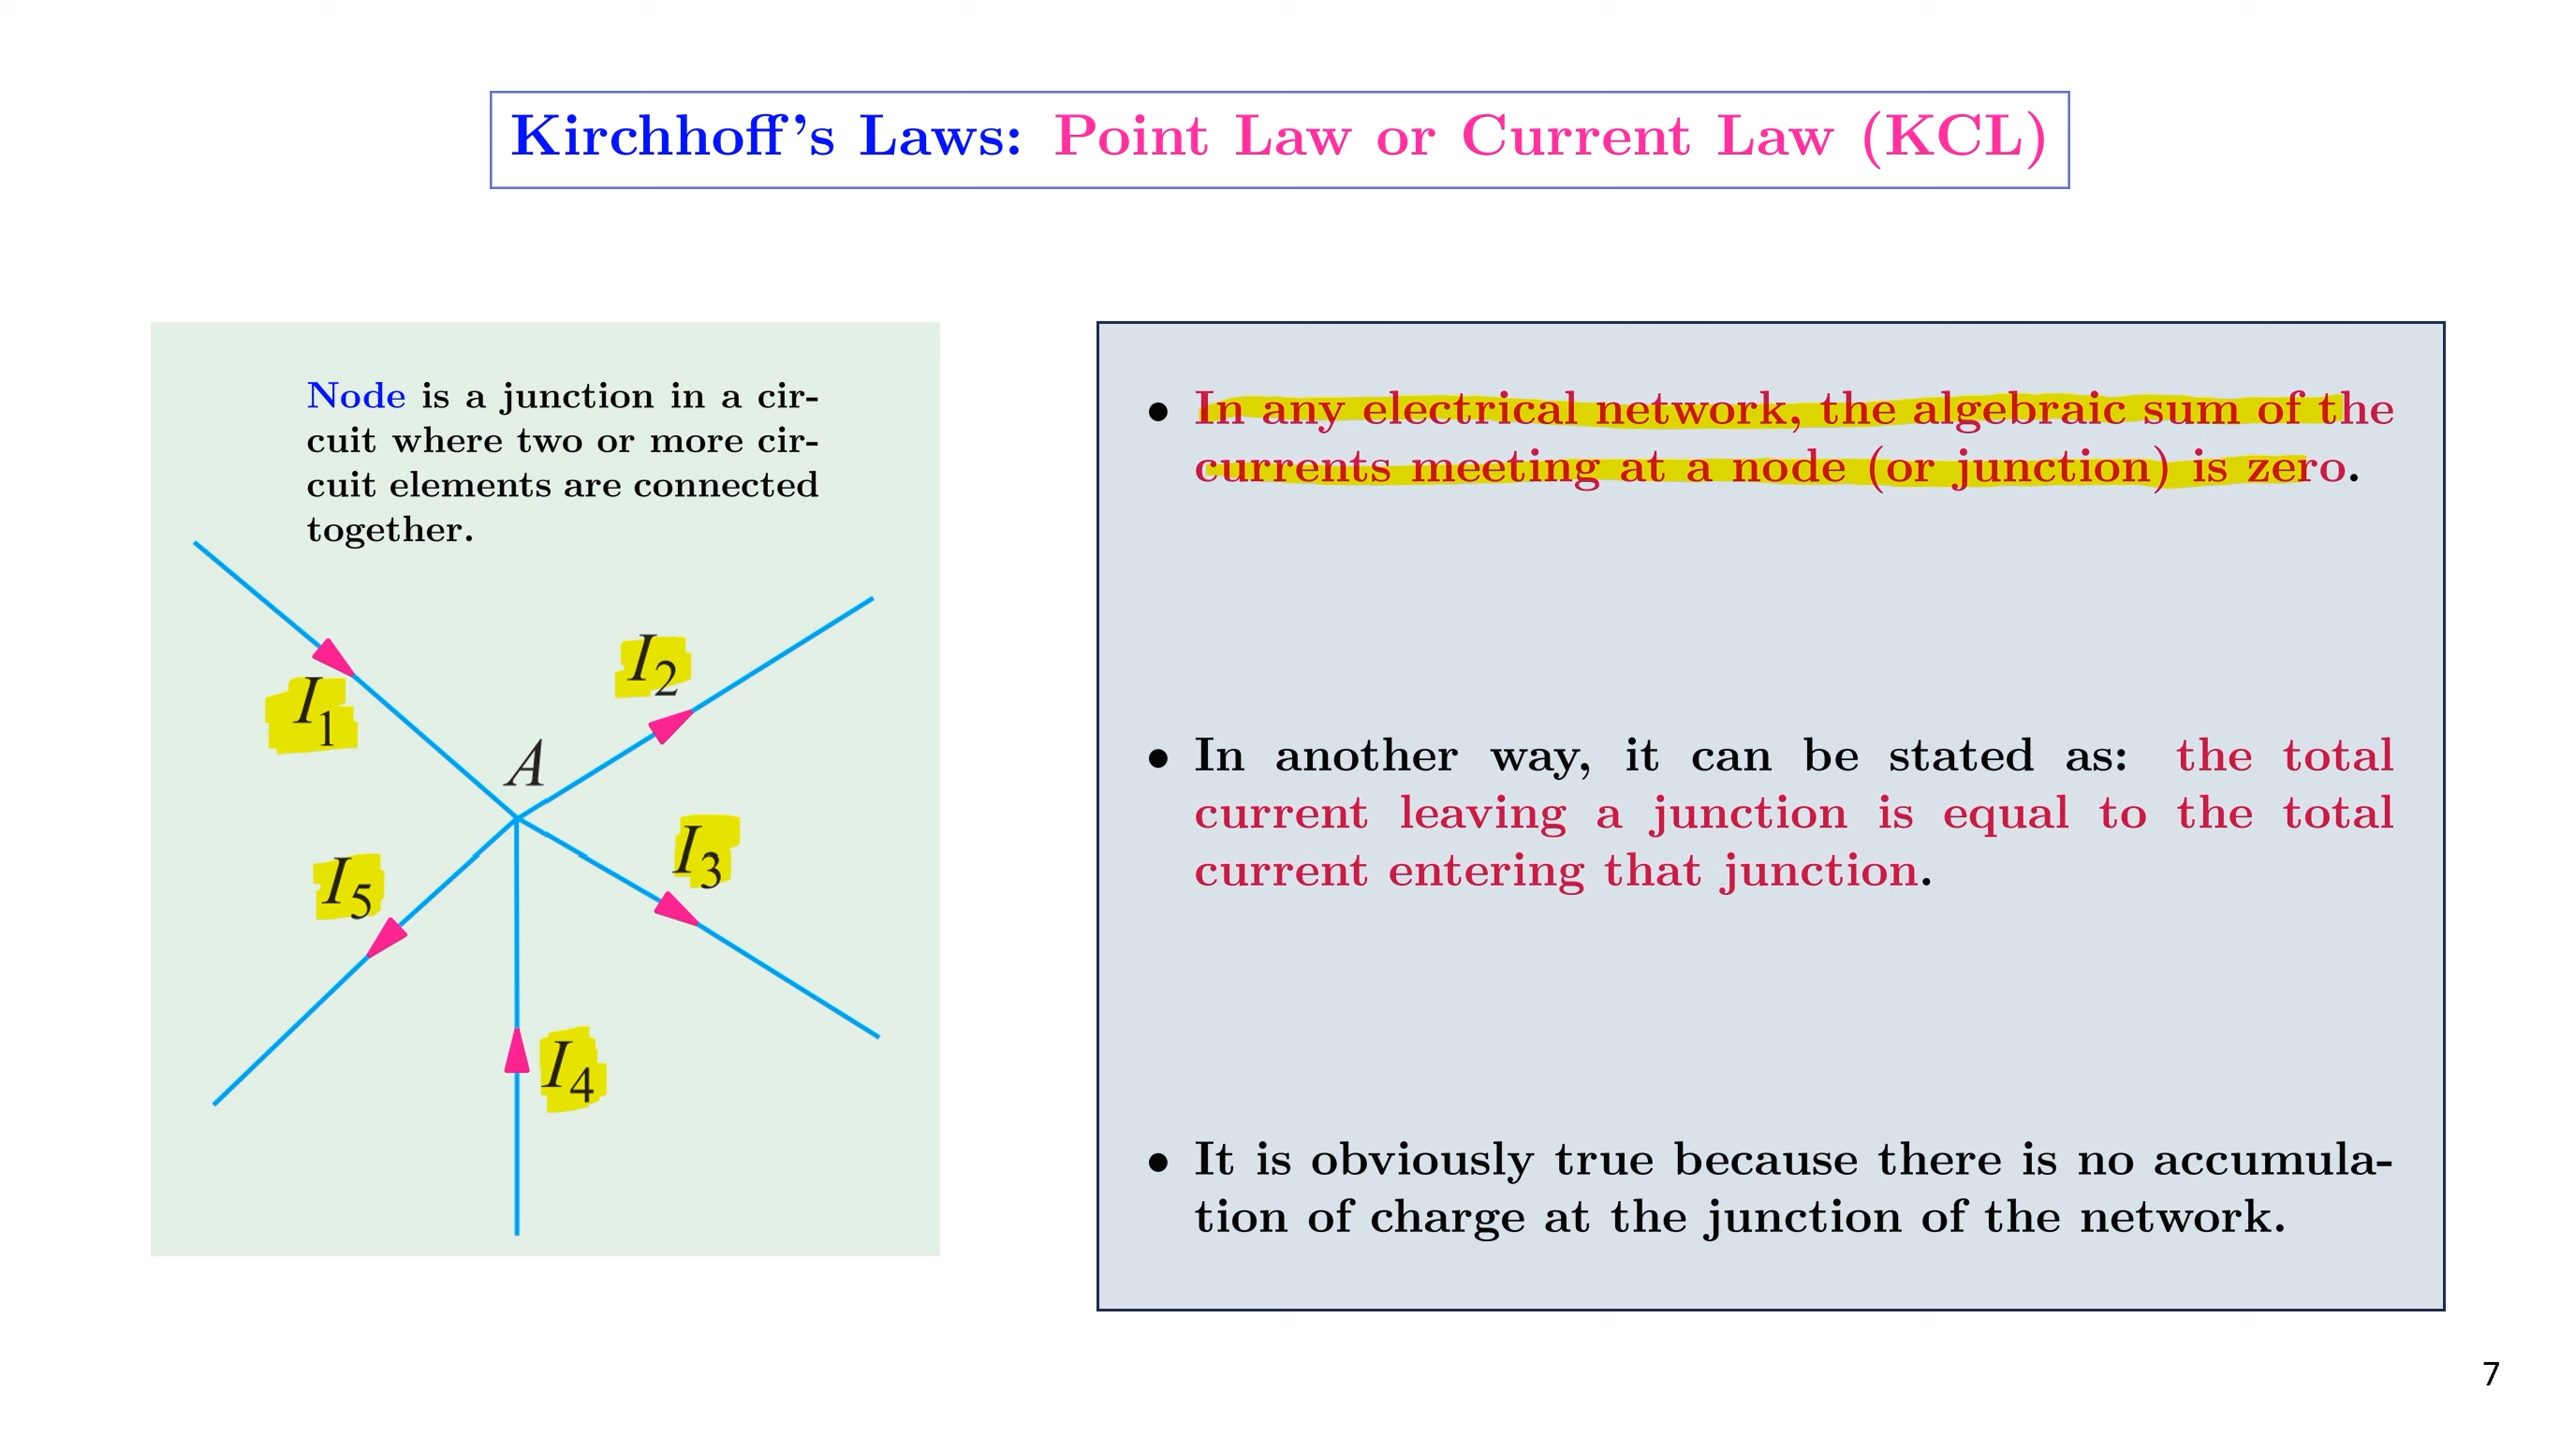 Kirchhoff's Laws: Point Law or Current Law (KCL)
Node is a junction in a cir-
cuit where two or more cir-
cuit elements are connected
together.
I1
I2
A
I3
I5
I4
• In any electrical network, the algebraic sum of the
currents meeting at a node (or junction) is zero.
• In another way, it can be stated as: the total
current leaving a junction is equal to the total
current entering that junction.
• It is obviously true because there is no accumula-
tion of charge at the junction of the network.
7